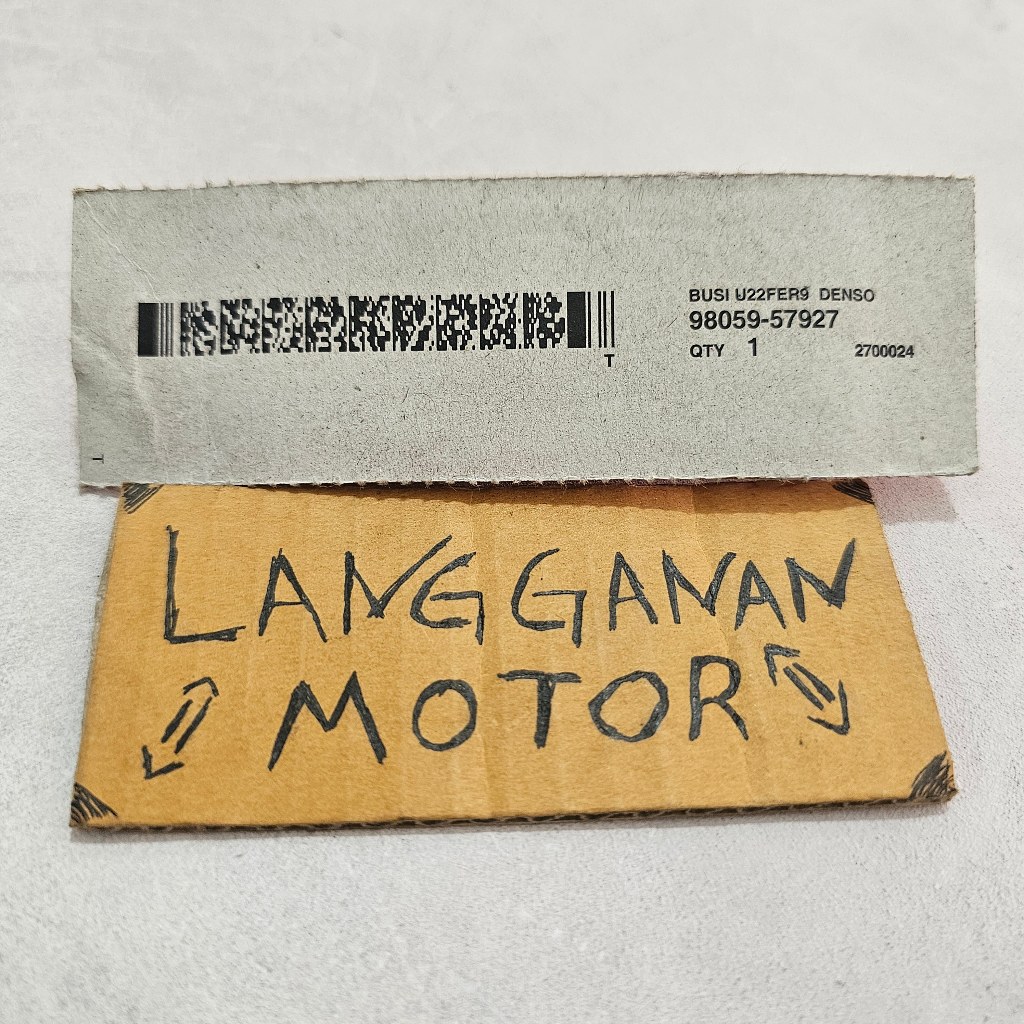 BUSI U22FER9 DENSO
98059-57927
QTY 1 2700024
T
T
LANGGANAN
MOTOR